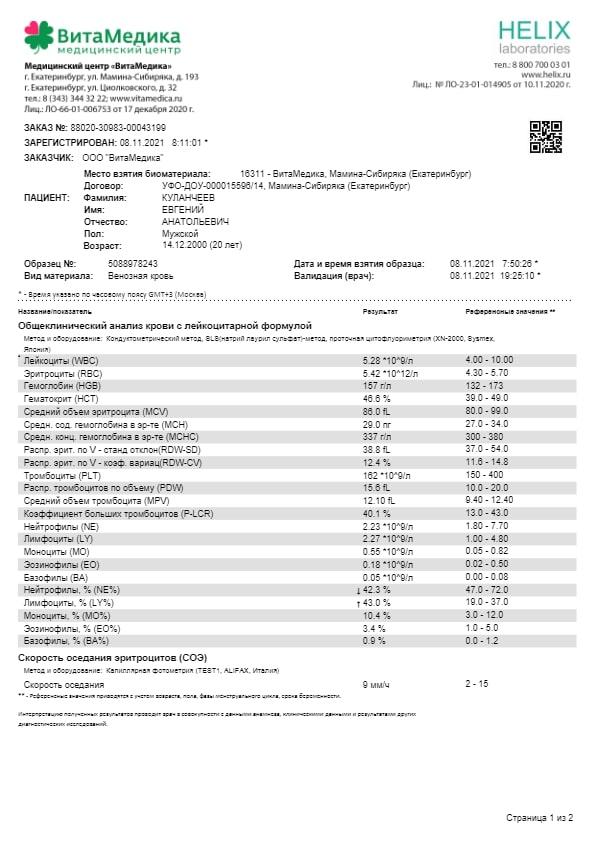 ВитаМедика
медицинский центр
HELIX
laboratories
Медицинский центр «ВитаМедика»
г. Екатеринбург, ул. Мамина-Сибиряка, д. 193
г. Екатеринбург, ул. Циолковского, д. 32
тел.: 8 (343) 344 32 22; www.vitamedica.ru
Лиц.: ЛО-66-01-006753 от 17 декабря 2020 г.
тел.: 8 800 700 03 01
www.helix.ru
Лиц.: № ЛО-23-01-014905 от 10.11.2020 г.
ЗАКАЗ №: 88020-30983-00043199
ЗАРЕГИСТРИРОВАН: 08.11.2021 8:11:01 *
ЗАКАЗЧИК: ООО "ВитаМедика"
Место взятия биоматериала: 16311 - ВитаМедика, Мамина-Сибиряка (Екатеринбург)
Договор: УФО-ДОУ-000015596/14, Мамина-Сибиряка (Екатеринбург)
ПАЦИЕНТ: Фамилия: КУЛАНЧЕЕВ
Имя: ЕВГЕНИЙ
Отчество: АНАТОЛЬЕВИЧ
Пол: Мужской
Возраст: 14.12.2000 (20 лет)
Образец №: 5088978243 Дата и время взятия образца: 08.11.2021 7:50:26 *
Вид материала: Венозная кровь Валидация (врач): 08.11.2021 19:25:10 *
* - Время указано по часовому поясу GMT+3 (Москва)
Название/показатель Результат Референсные значения **
Общеклинический анализ крови с лейкоцитарной формулой
Метод и оборудование: Кондуктометрический метод, SLS(натрий лаурил сульфат)-метод, проточная цитофлуориметрия (XN-2000, Sysmex,
Япония)
Лейкоциты (WBC) 5.28 *10^9/л 4.00 - 10.00
Эритроциты (RBC) 5.42 *10^12/л 4.30 - 5.70
Гемоглобин (HGB) 157 г/л 132 - 173
Гематокрит (HCT) 46.6 % 39.0 - 49.0
Средний объем эритроцита (MCV) 86.0 fL 80.0 - 99.0
Средн. сод. гемоглобина в эр-те (MCH) 29.0 пг 27.0 - 34.0
Средн. конц. гемоглобина в эр-те (MCHC) 337 г/л 300 - 380
Распр. эрит. по V - станд отклон(RDW-SD) 38.8 fL 37.0 - 54.0
Распр. эрит. по V - коэф. вариац(RDW-CV) 12.4 % 11.6 - 14.8
Тромбоциты (PLT) 162 *10^9/л 150 - 400
Распр. тромбоцитов по объему (PDW) 15.6 fL 10.0 - 20.0
Средний объем тромбоцита (MPV) 12.10 fL 9.40 - 12.40
Коэффициент больших тромбоцитов (P-LCR) 40.1 % 13.0 - 43.0
Нейтрофилы (NE) 2.23 *10^9/л 1.80 - 7.70
Лимфоциты (LY) 2.27 *10^9/л 1.00 - 4.80
Моноциты (MO) 0.55 *10^9/л 0.05 - 0.82
Эозинофилы (EO) 0.18 *10^9/л 0.02 - 0.50
Базофилы (BA) 0.05 *10^9/л 0.00 - 0.08
Нейтрофилы, % (NE%) ↓ 42.3 % 47.0 - 72.0
Лимфоциты, % (LY%) ↑ 43.0 % 19.0 - 37.0
Моноциты, % (MO%) 10.4 % 3.0 - 12.0
Эозинофилы, % (EO%) 3.4 % 1.0 - 5.0
Базофилы, % (BA%) 0.9 % 0.0 - 1.2
Скорость оседания эритроцитов (СОЭ)
Метод и оборудование: Капиллярная фотометрия (TEST1, ALIFAX, Италия)
Скорость оседания 9 мм/ч 2 - 15
** - Референсные значения приводятся с учетом возраста, пола, фазы менструального цикла, срока беременности.
Интерпретацию полученных результатов проводит врач в совокупности с данными анамнеза, клиническими данными и результатами других
диагностических исследований.
Страница 1 из 2